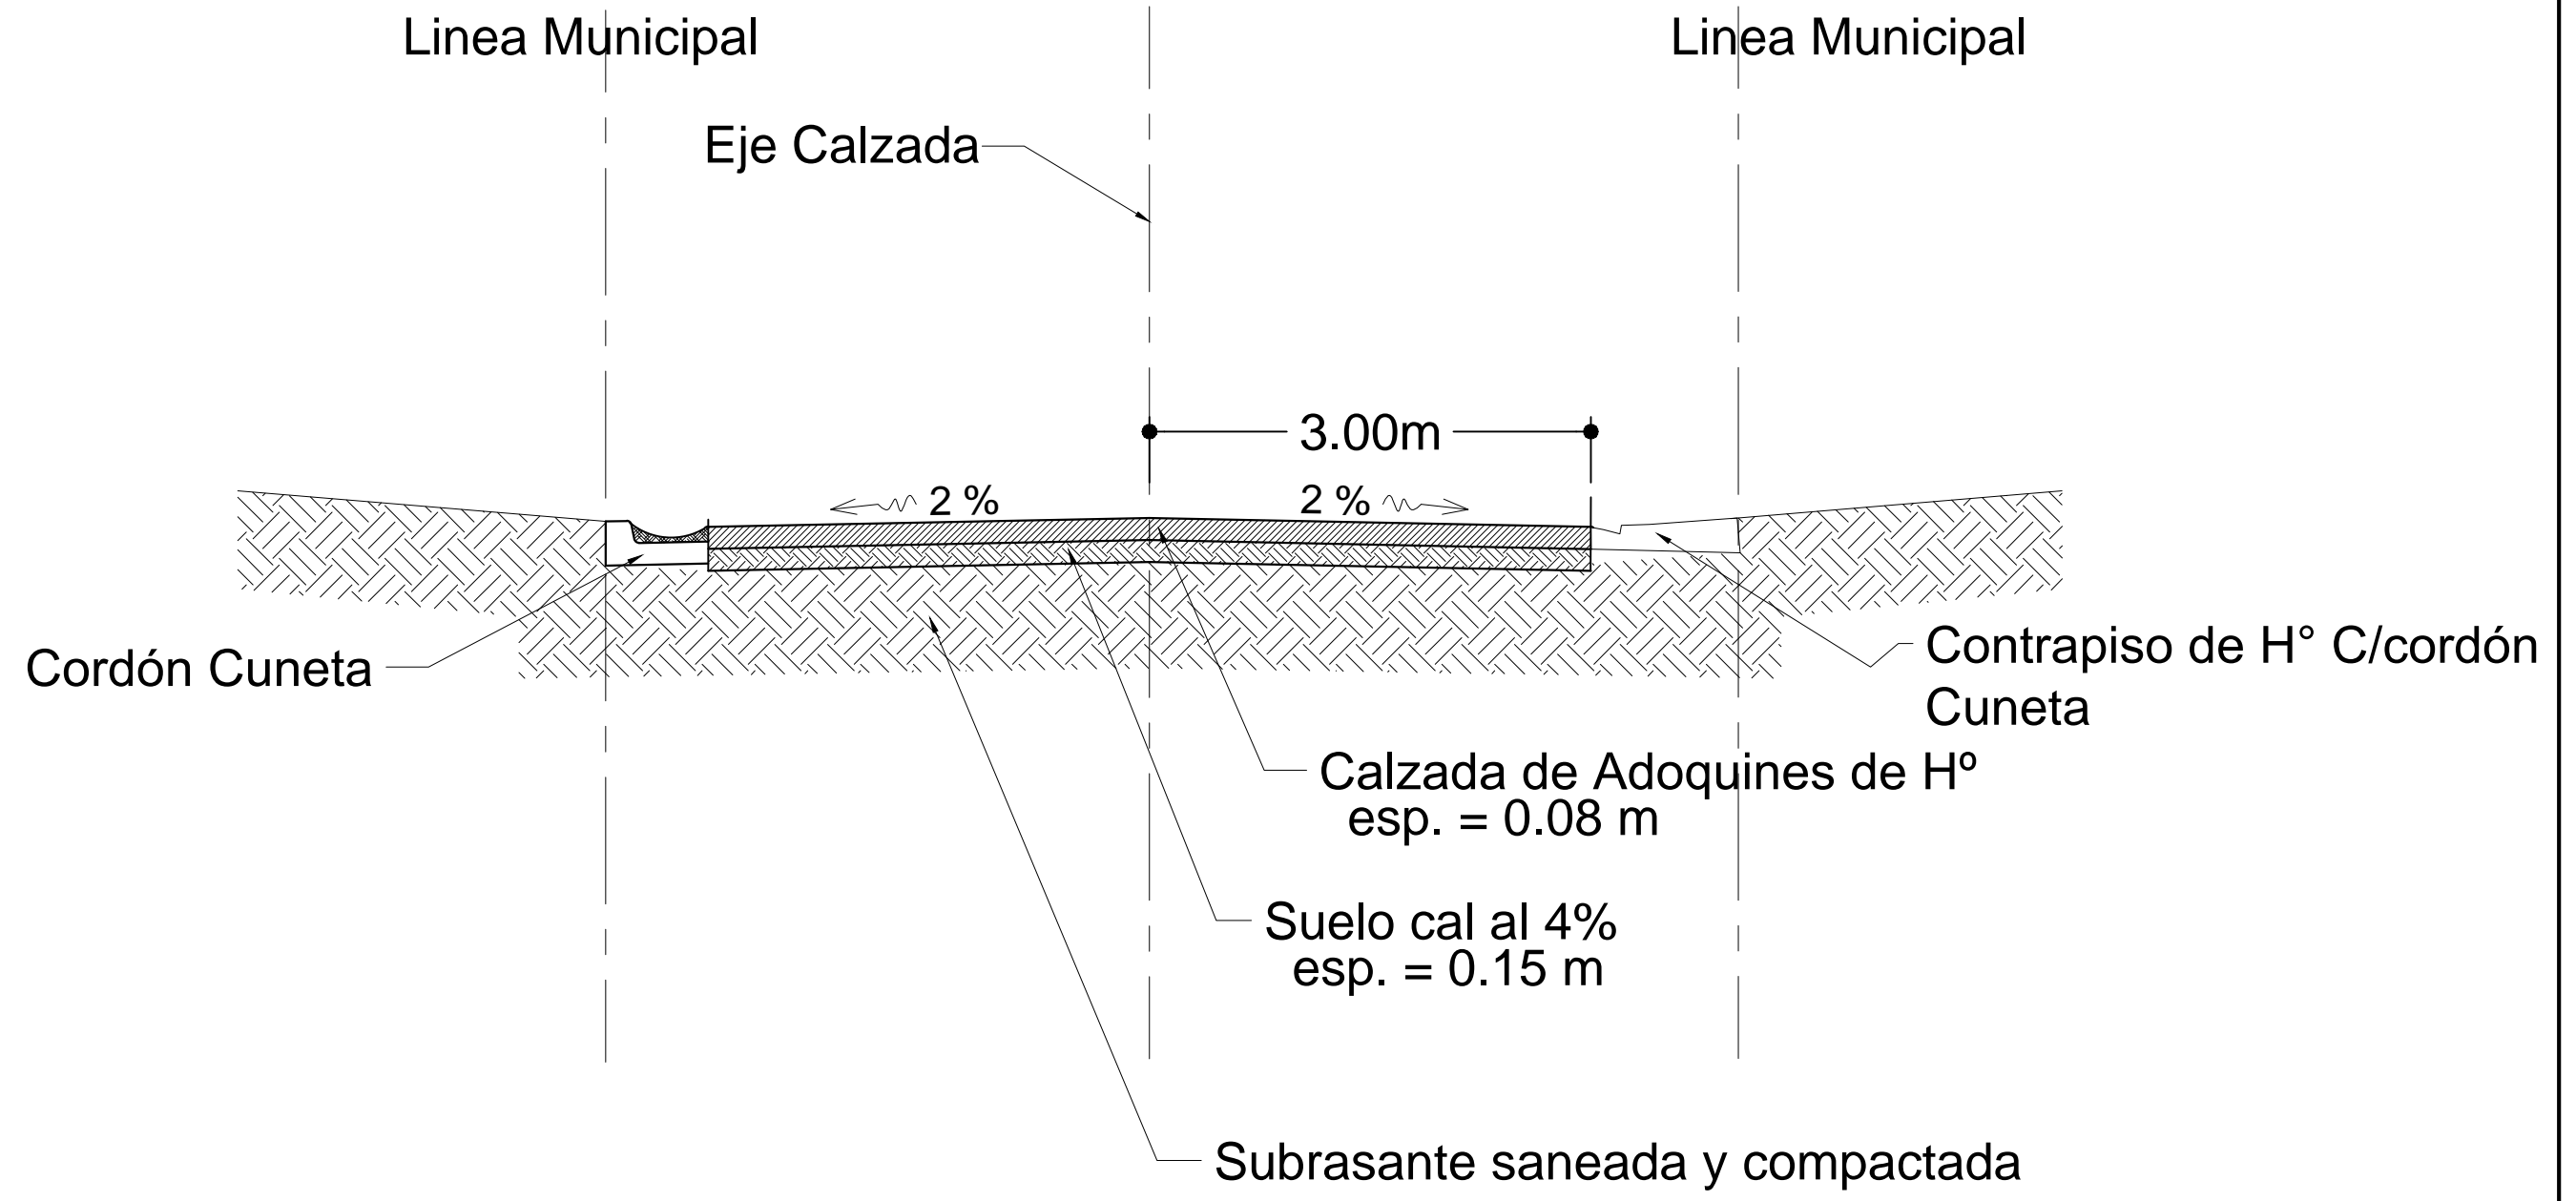 Linea Municipal
Linea Municipal
Eje Calzada
3.00m
2 %
2 %
Cordón Cuneta
Contrapiso de H° C/cordón
Cuneta
Calzada de Adoquines de Hº
esp. = 0.08 m
Suelo cal al 4%
esp. = 0.15 m
Subrasante saneada y compactada